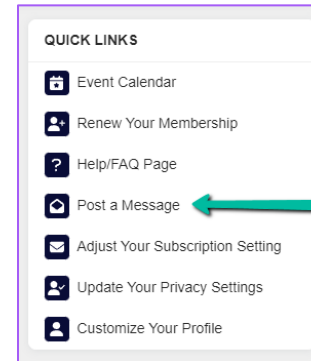 QUICK LINKS
Event Calendar
Renew Your Membership
Help/FAQ Page
Post a Message
Adjust Your Subscription Setting
Update Your Privacy Settings
Customize Your Profile